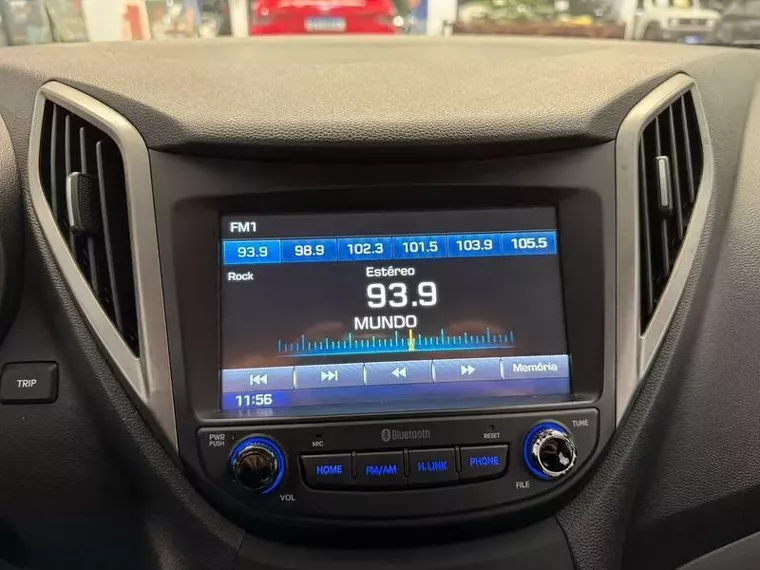 FM1
93.9 98.9 102.3 101.5 103.9 105.5
Rock
Estéreo
93.9
MUNDO
Memória
11:56
TRIP
PWR
PUSH
MIC
Bluetooth
RESET
TUNE
HOME FM/AM H.LINK PHONE
VOL
FILE